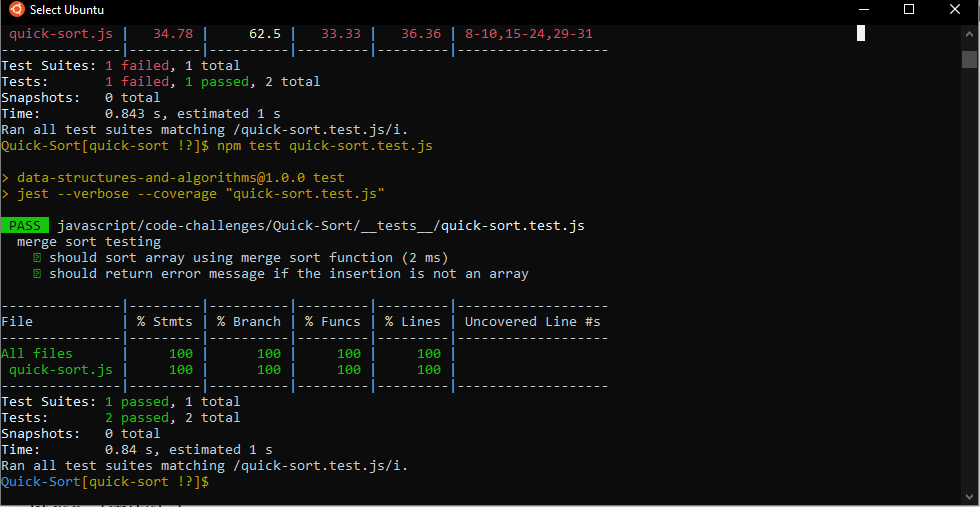 Select Ubuntu
quick-sort.js | 34.78 | 62.5 | 33.33 | 36.36 | 8-10,15-24,29-31
---------------|---------|----------|---------|---------|-------------------
Test Suites: 1 failed, 1 total
Tests: 1 failed, 1 passed, 2 total
Snapshots: 0 total
Time: 0.843 s, estimated 1 s
Ran all test suites matching /quick-sort.test.js/i.
Quick-Sort[quick-sort !?]$ npm test quick-sort.test.js
> data-structures-and-algorithms@1.0.0 test
> jest --verbose --coverage "quick-sort.test.js"
PASS javascript/code-challenges/Quick-Sort/__tests__/quick-sort.test.js
merge sort testing
should sort array using merge sort function (2 ms)
should return error message if the insertion is not an array
---------------|---------|----------|---------|---------|-------------------
File | % Stmts | % Branch | % Funcs | % Lines | Uncovered Line #s
---------------|---------|----------|---------|---------|-------------------
All files | 100 | 100 | 100 | 100 |
quick-sort.js | 100 | 100 | 100 | 100 |
---------------|---------|----------|---------|---------|-------------------
Test Suites: 1 passed, 1 total
Tests: 2 passed, 2 total
Snapshots: 0 total
Time: 0.84 s, estimated 1 s
Ran all test suites matching /quick-sort.test.js/i.
Quick-Sort[quick-sort !?]$